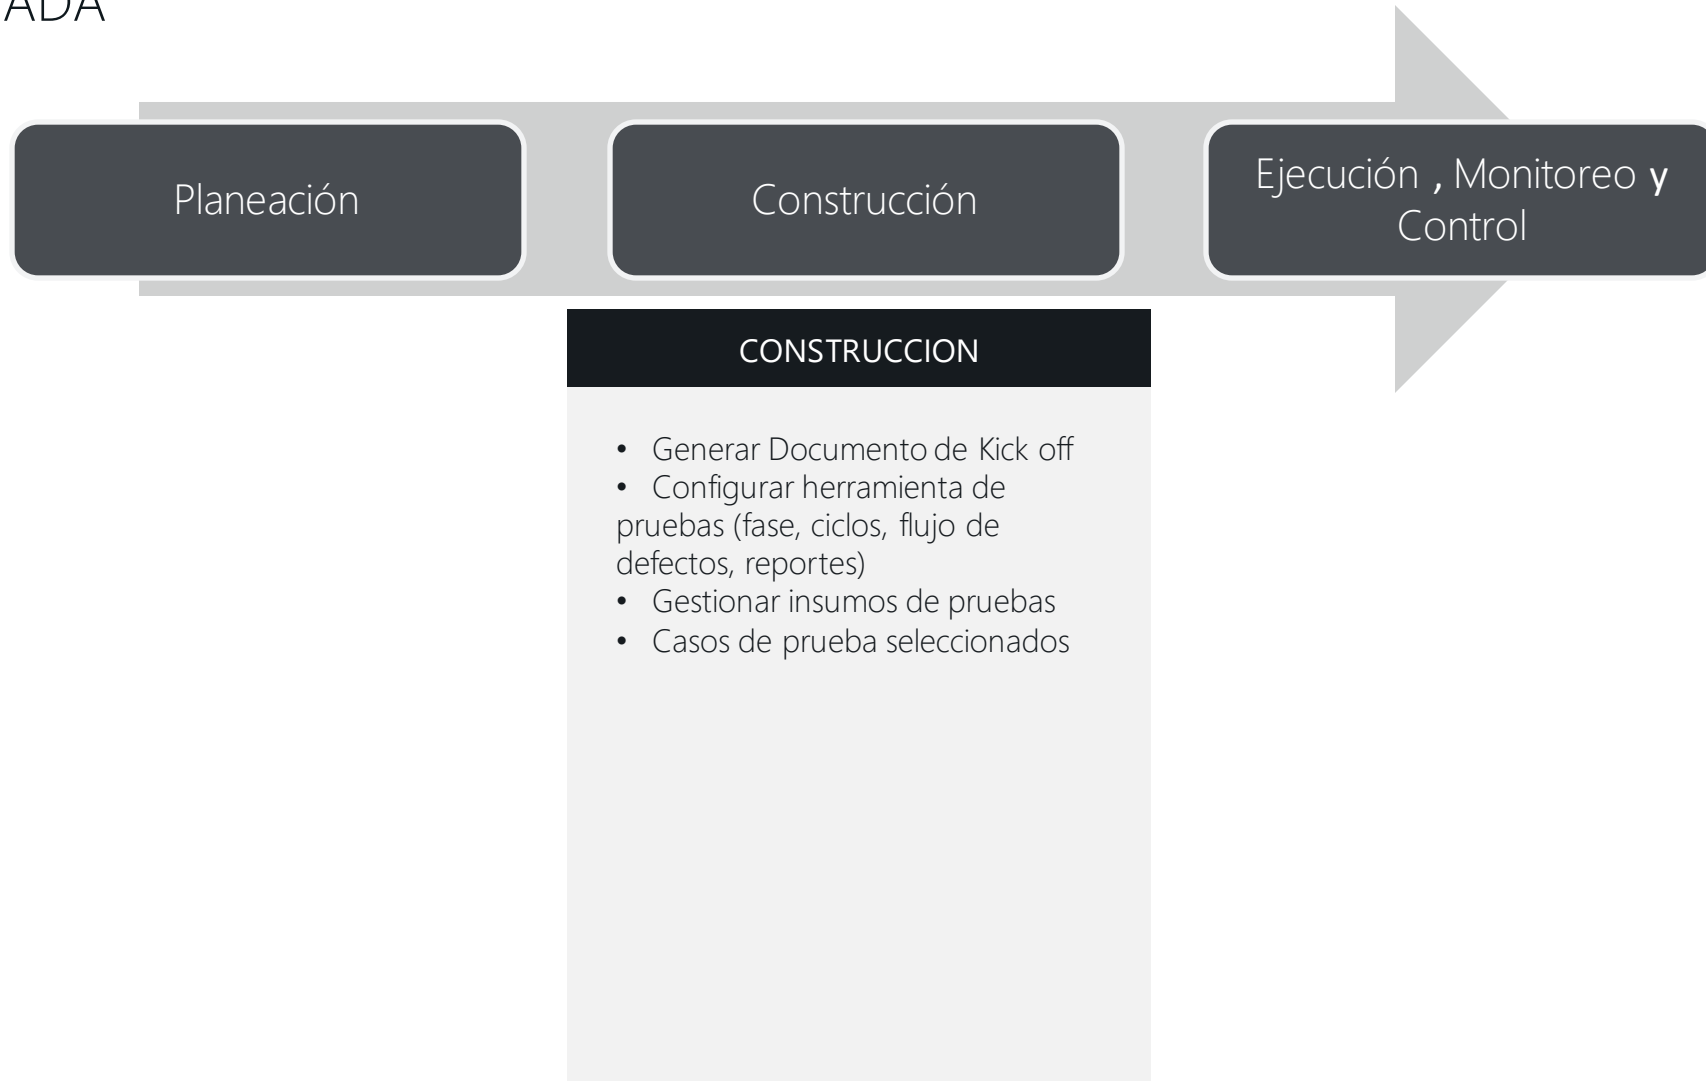 ADA
Planeación
Construcción
Ejecución , Monitoreo y
Control
CONSTRUCCION
• Generar Documento de Kick off
• Configurar herramienta de
pruebas (fase, ciclos, flujo de
defectos, reportes)
• Gestionar insumos de pruebas
• Casos de prueba seleccionados